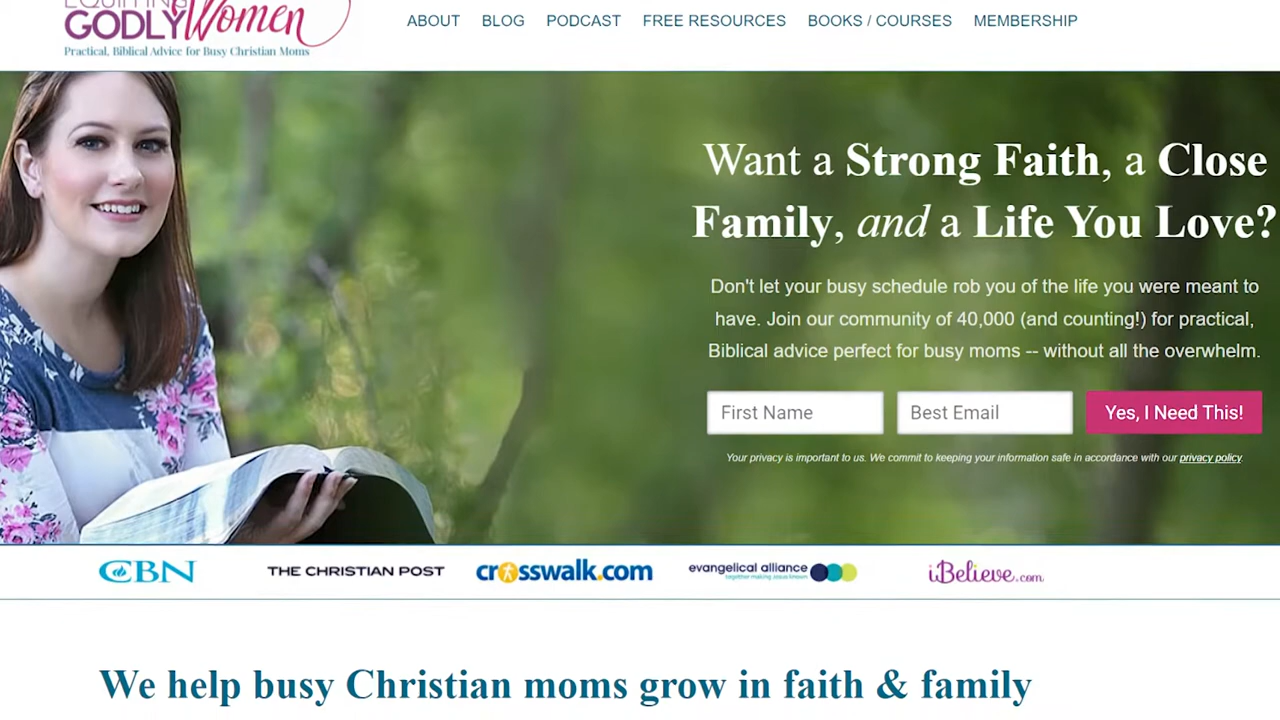 EQUIPPING
GODLY Women
Practical, Biblical Advice for Busy Christian Moms
ABOUT BLOG PODCAST FREE RESOURCES BOOKS / COURSES MEMBERSHIP
Want a Strong Faith, a Close
Family, and a Life You Love?
Don't let your busy schedule rob you of the life you were meant to
have. Join our community of 40,000 (and counting!) for practical,
Biblical advice perfect for busy moms -- without all the overwhelm.
First Name Best Email Yes, I Need This!
Your privacy is important to us. We commit to keeping your information safe in accordance with our privacy policy.
CBN THE CHRISTIAN POST crosswalk.com evangelical alliance iBelieve.com
together making Jesus known
We help busy Christian moms grow in faith & family